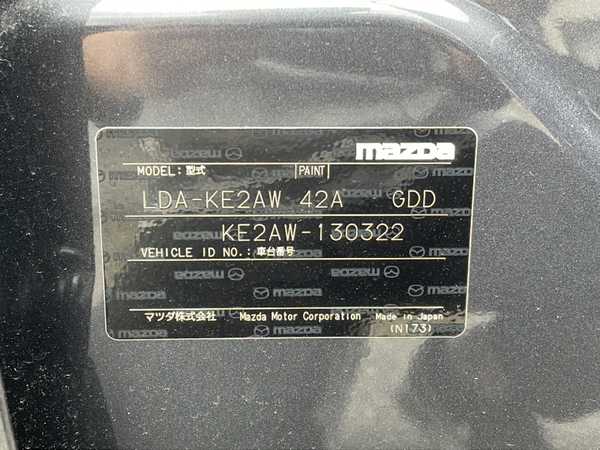 mazda
MODEL:型式 PAINT
LDA-KE2AW 42A GDD
KE2AW-130322
VEHICLE ID NO.:車台番号
マツダ株式会社 Mazda Motor Corporation Made in Japan
(N173)